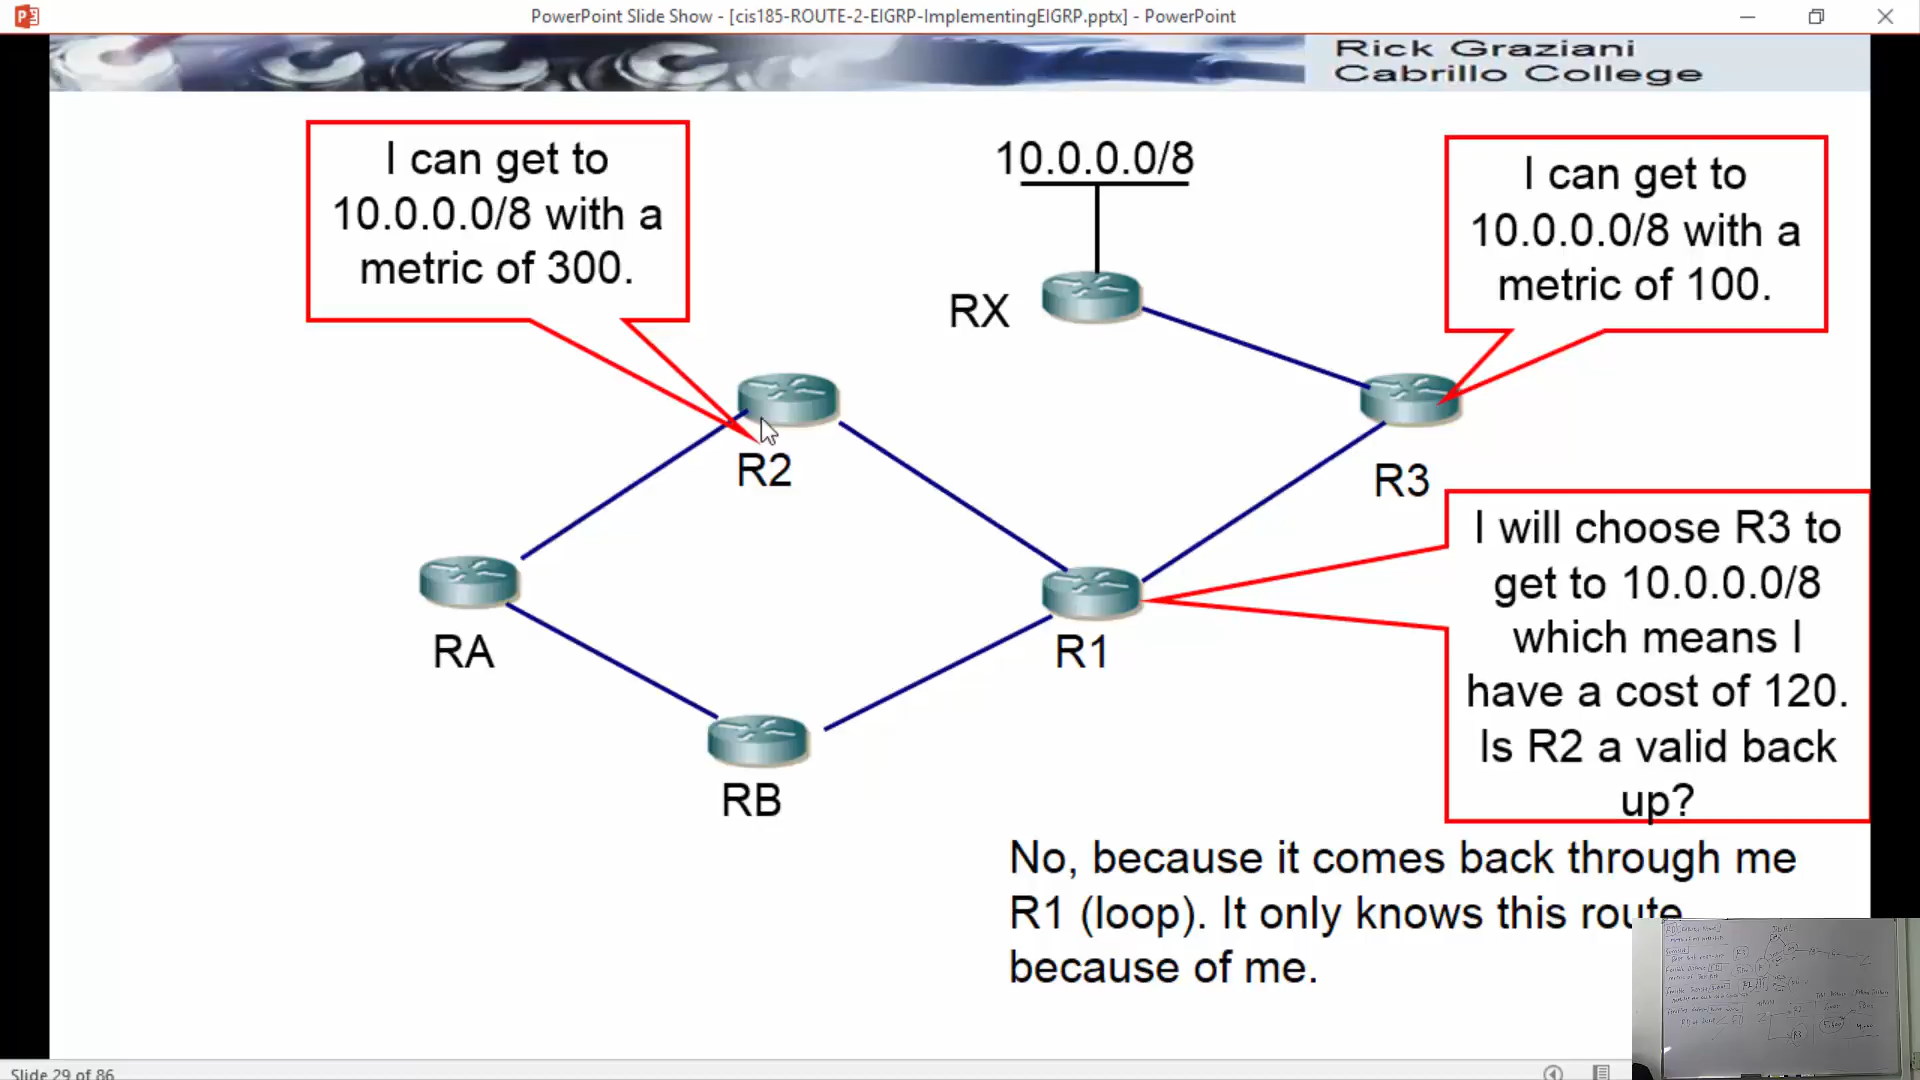 PowerPoint Slide Show - [cis185-ROUTE-2-EIGRP-ImplementingEIGRP.pptx] - PowerPoint
Rick Graziani
Cabrillo College
I can get to
10.0.0.0/8 with a
metric of 300.
10.0.0.0/8
I can get to
10.0.0.0/8 with a
metric of 100.
RX
R2
R3
I will choose R3 to
get to 10.0.0.0/8
which means I
have a cost of 120.
Is R2 a valid back
up?
RA
R1
RB
No, because it comes back through me
R1 (loop). It only knows this route
because of me.
Slide 29 of 86